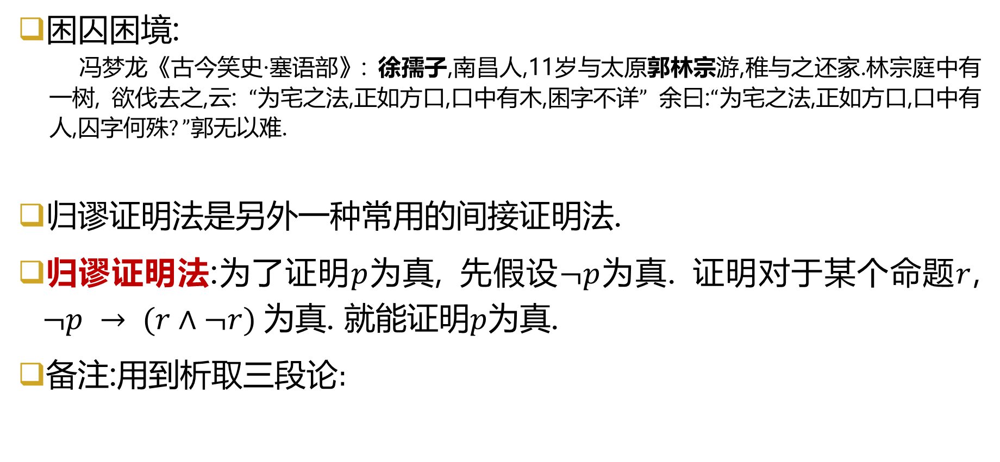 困囚困境:
冯梦龙《古今笑史·塞语部》: 徐孺子,南昌人,11岁与太原郭林宗游,稚与之还家.林宗庭中有
一树, 欲伐去之,云: “为宅之法,正如方口,口中有木,困字不详” 余曰:“为宅之法,正如方口,口中有
人,囚字何殊? ”郭无以难.
归谬证明法是另外一种常用的间接证明法.
归谬证明法:为了证明𝑝为真, 先假设¬𝑝为真. 证明对于某个命题𝑟,
¬𝑝 → (𝑟 ∧ ¬𝑟) 为真. 就能证明𝑝为真.
备注:用到析取三段论: